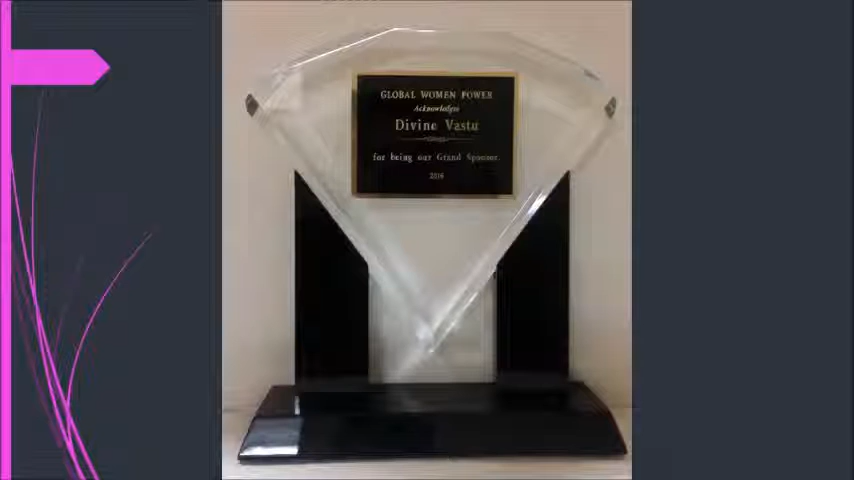 GLOBAL WOMEN POWER
Acknowledges
Divine Vastu
for being our Grand Sponsor.
2016